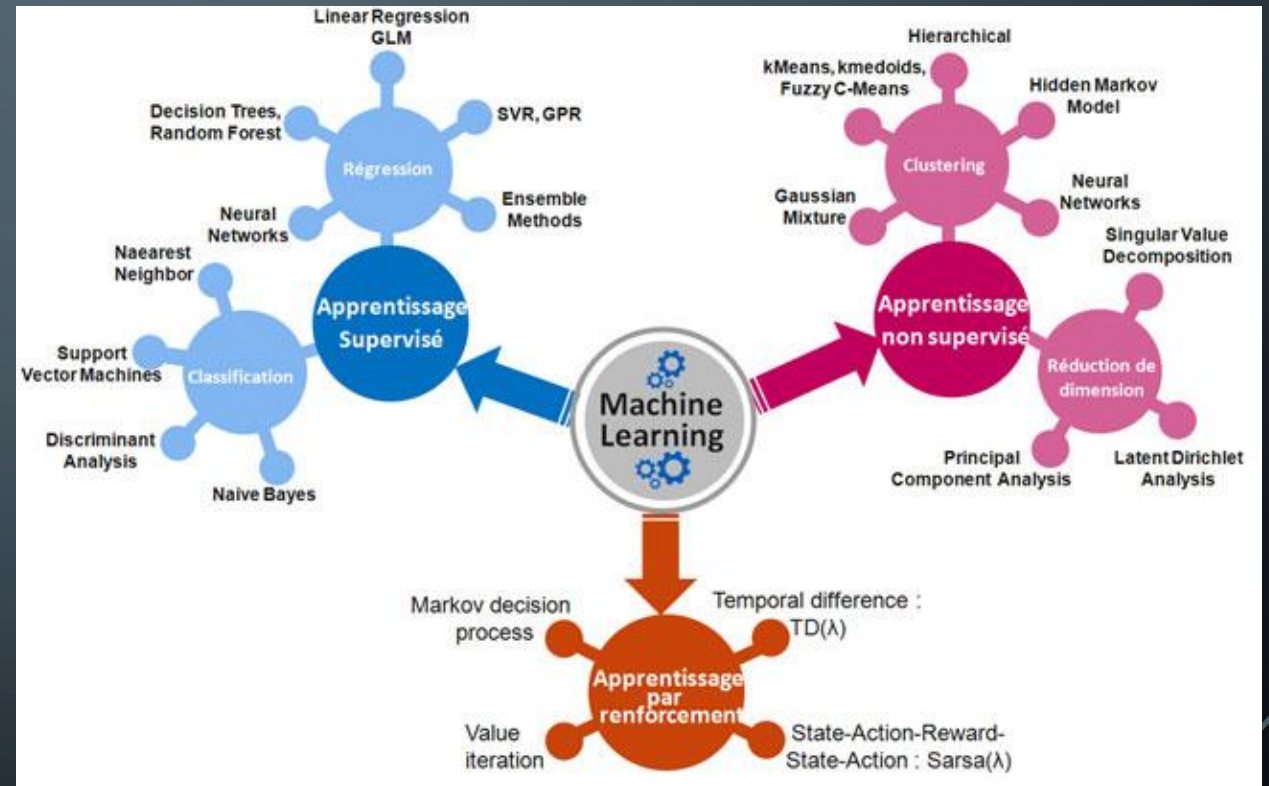 Linear Regression
GLM
Decision Trees,
Random Forest
SVR, GPR
Régression
Neural
Networks
Ensemble
Methods
Naearest
Neighbor
Support
Vector Machines
Classification
Discriminant
Analysis
Naive Bayes
Apprentissage
Supervisé
Machine
Learning
Hierarchical
kMeans, kmedoids,
Fuzzy C-Means
Hidden Markov
Model
Clustering
Gaussian
Mixture
Neural
Networks
Apprentissage
non supervisé
Singular Value
Decomposition
Réduction de
dimension
Principal
Component Analysis
Latent Dirichlet
Analysis
Markov decision
process
Temporal difference :
TD(λ)
Apprentissage
par
renforcement
Value
iteration
State-Action-Reward-
State-Action : Sarsa(λ)